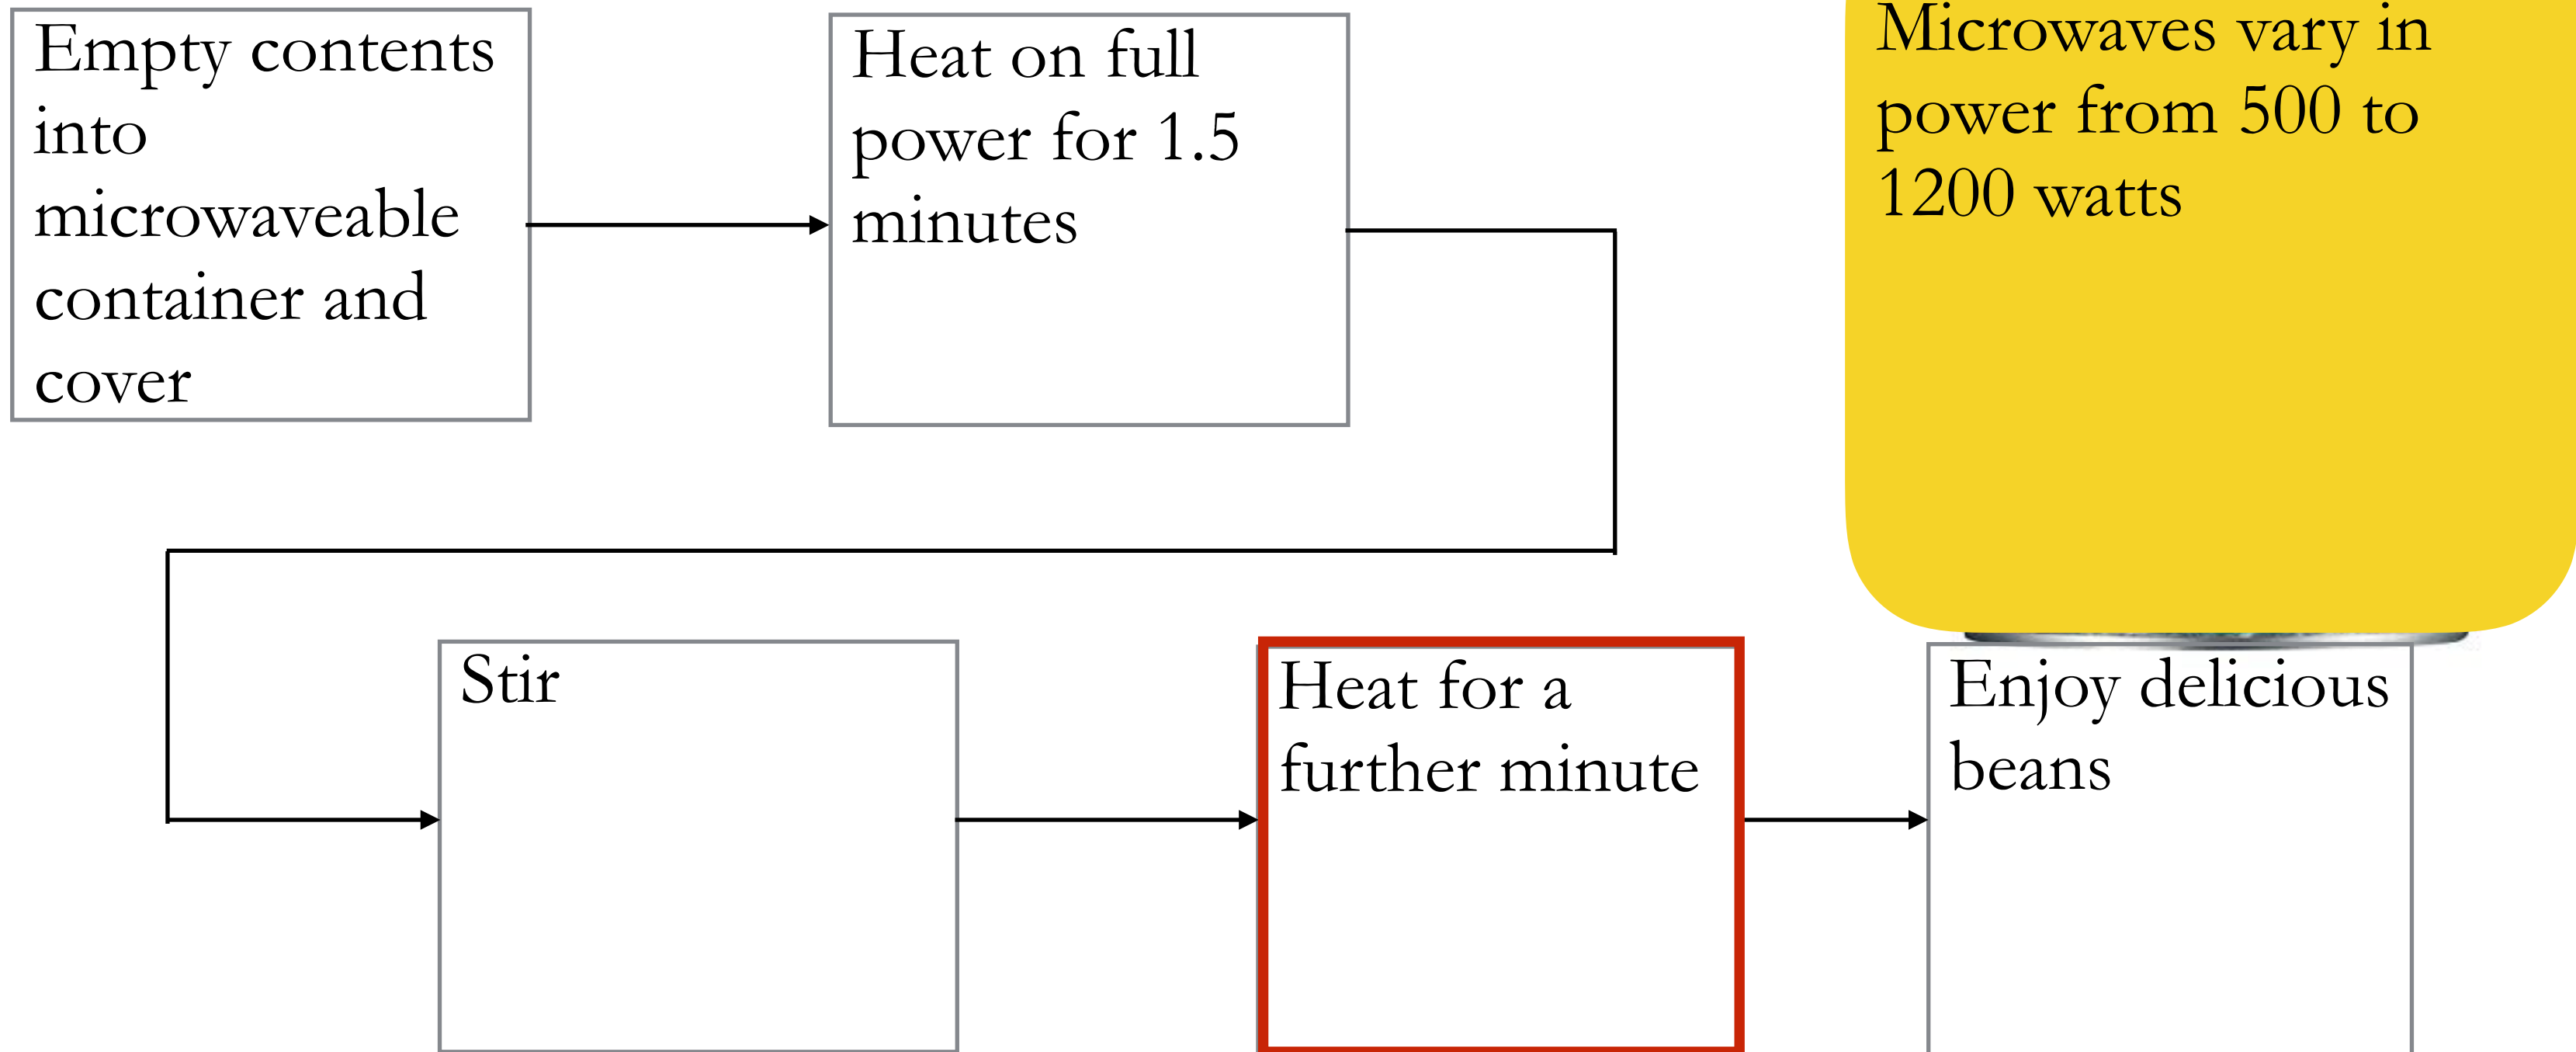 Empty contents
into
microwaveable
container and
cover
Heat on full
power for 1.5
minutes
Microwaves vary in
power from 500 to
1200 watts
Stir
Heat for a
further minute
Enjoy delicious
beans